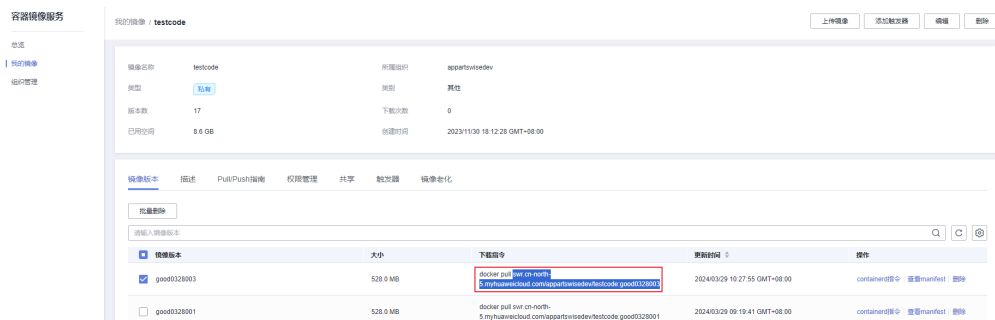 容器镜像服务
总览
我的镜像
组织管理
我的镜像 / testcode
上传镜像
添加触发器
编辑
删除
镜像名称 testcode 所属组织 appartswisedev
类型 私有 类别 其他
版本数 17 下载次数 0
已用空间 8.6 GB 创建时间 2023/11/30 18:12:28 GMT+08:00
镜像版本 描述 Pull/Push指南 权限管理 共享 触发器 镜像老化
批量删除
请输入镜像版本
镜像版本 大小 下载指令 更新时间 操作
good0328003 528.0 MB docker pull swr.cn-north-
5.myhuaweicloud.com/appartswisedev/testcode:good0328003 2024/03/29 10:27:55 GMT+08:00 containerd指令 查看manifest 删除
good0328001 528.0 MB docker pull swr.cn-north-
5.myhuaweicloud.com/appartswisedev/testcode:good0328001 2024/03/29 09:19:41 GMT+08:00 containerd指令 查看manifest 删除